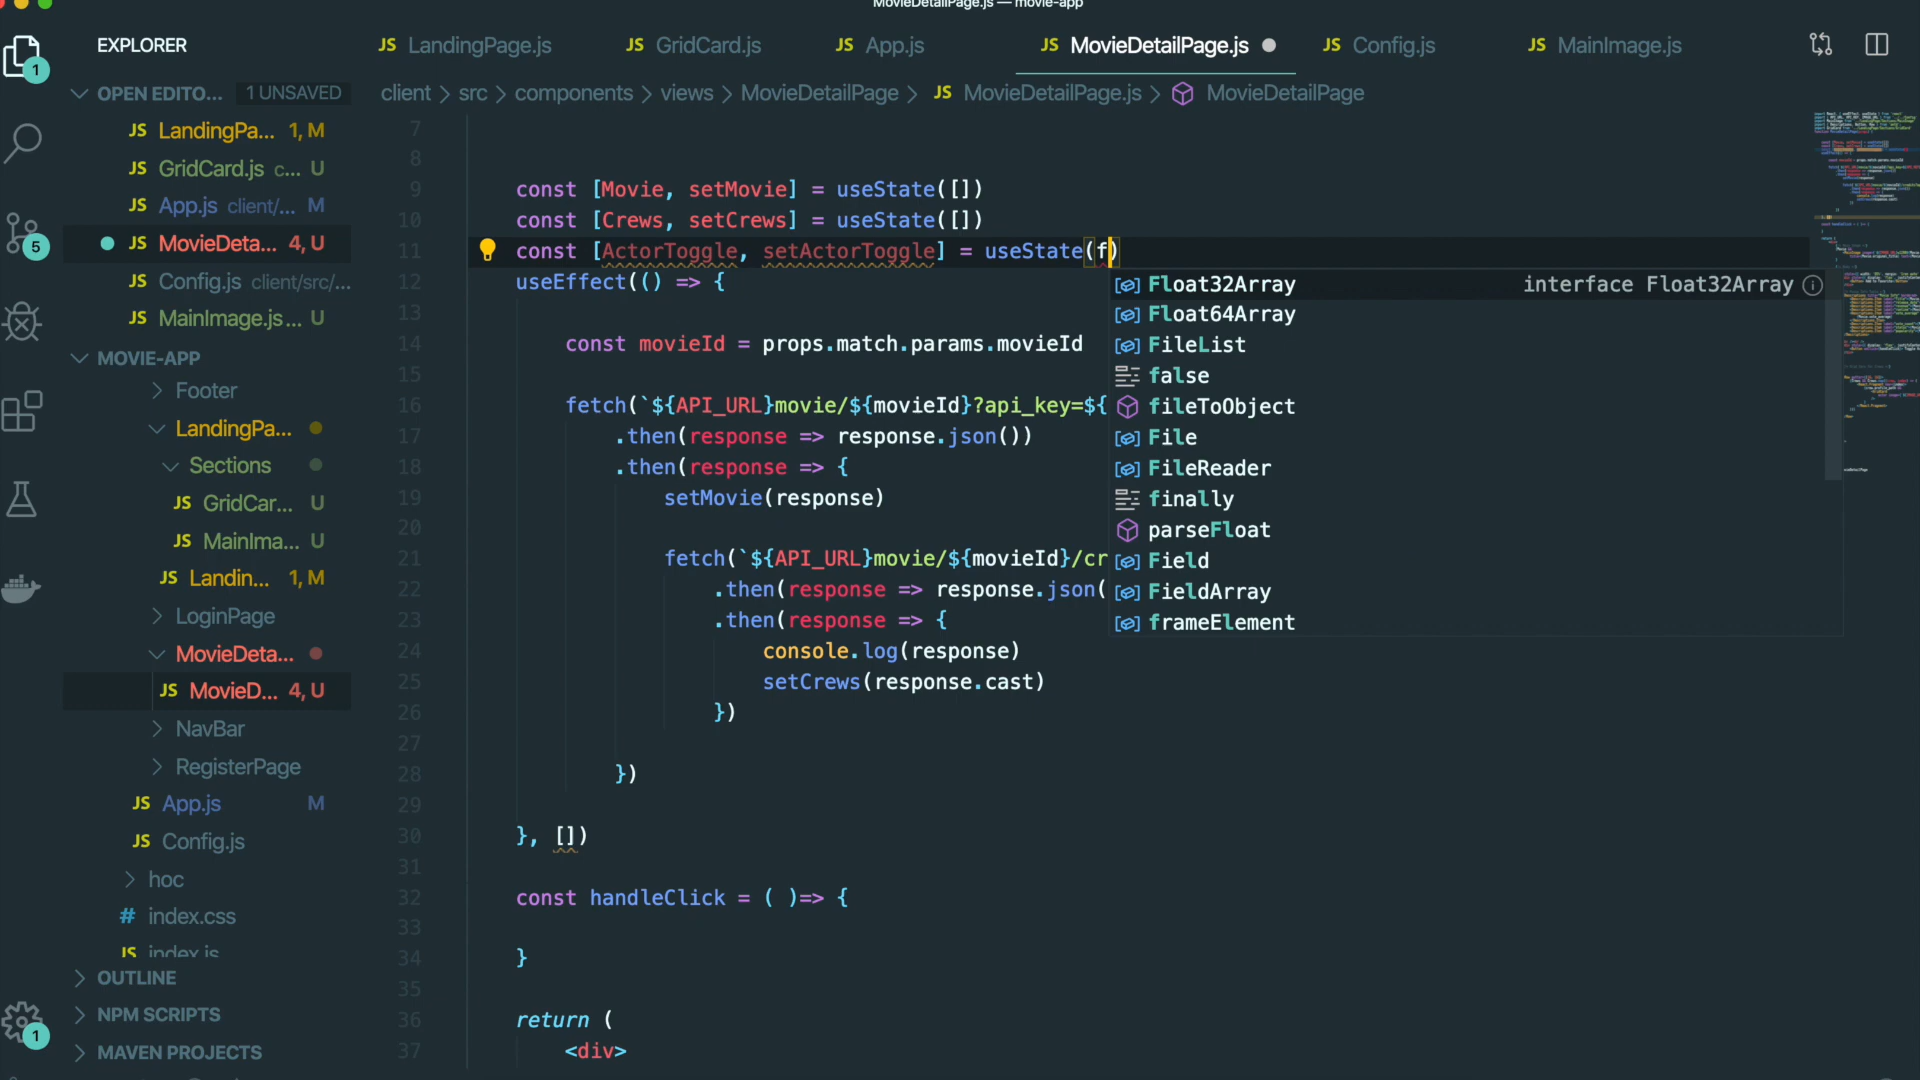 MovieDetailPage.js — movie-app
EXPLORER
JS LandingPage.js
JS GridCard.js
JS App.js
JS MovieDetailPage.js
JS Config.js
JS MainImage.js
1
OPEN EDITO... 1 UNSAVED
client > src > components > views > MovieDetailPage > JS MovieDetailPage.js > MovieDetailPage
JS LandingPa... 1, M
JS GridCard.js c... U
JS App.js client/... M
JS MovieDeta... 4, U
JS Config.js client/src/...
JS MainImage.js... U
5
MOVIE-APP
Footer
LandingPa...
Sections
JS GridCar... U
JS MainIma... U
JS Landin... 1, M
LoginPage
MovieDeta...
JS MovieD... 4, U
NavBar
RegisterPage
JS App.js M
JS Config.js
hoc
# index.css
JS index.js
OUTLINE
1
NPM SCRIPTS
MAVEN PROJECTS
7
8
9 const [Movie, setMovie] = useState([])
10 const [Crews, setCrews] = useState([])
11 const [ActorToggle, setActorToggle] = useState(f)
12 useEffect(() => {
13
14 const movieId = props.match.params.movieId
15
16 fetch(`${API_URL}movie/${movieId}?api_key=${
17 .then(response => response.json())
18 .then(response => {
19 setMovie(response)
20
21 fetch(`${API_URL}movie/${movieId}/cr
22 .then(response => response.json(
23 .then(response => {
24 console.log(response)
25 setCrews(response.cast)
26 })
27
28 })
29
30 }, [])
31
32 const handleClick = ( )=> {
33
34 }
35
36 return (
37 <div>
Float32Array interface Float32Array
Float64Array
FileList
false
fileToObject
File
FileReader
finally
parseFloat
Field
FieldArray
frameElement